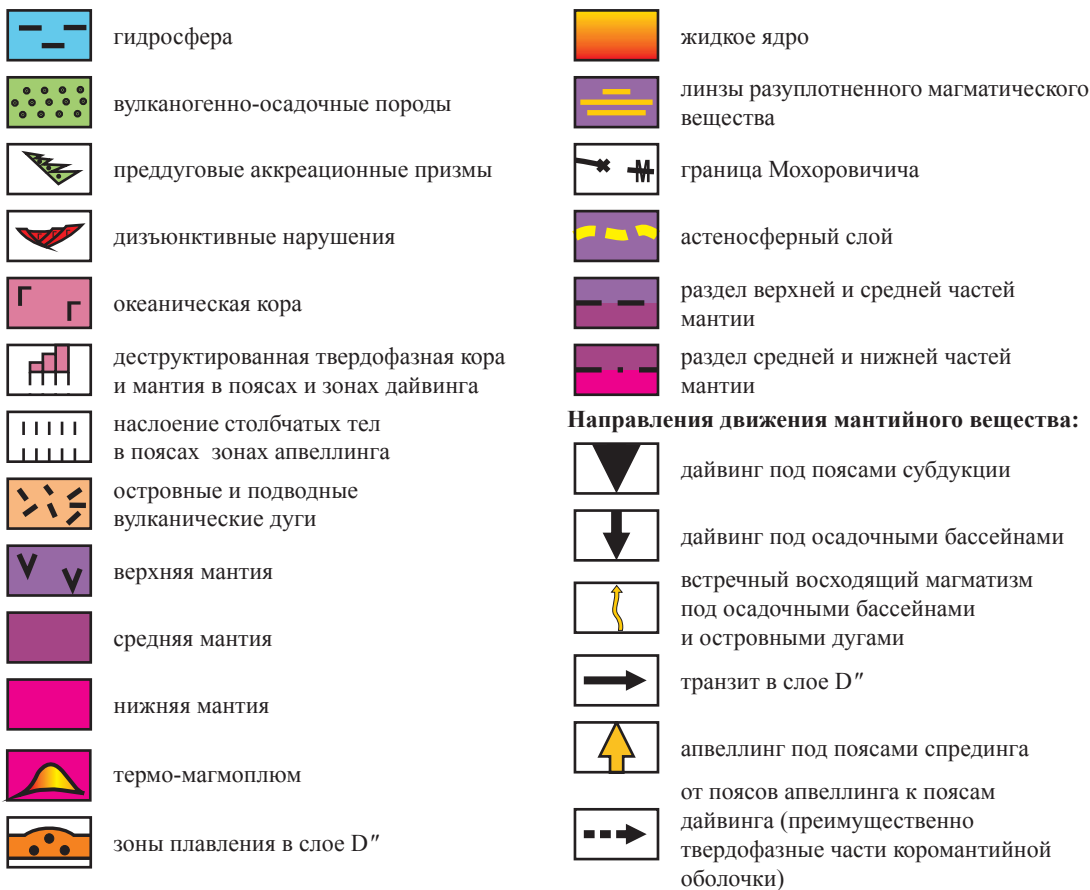 гидросфера
вулканогенно-осадочные породы
преддуговые аккреационные призмы
дизъюнктивные нарушения
океаническая кора
деструктированная твердофазная кора
и мантия в поясах и зонах дайвинга
наслоение столбчатых тел
в поясах зонах апвеллинга
островные и подводные
вулканические дуги
верхняя мантия
средняя мантия
нижняя мантия
термо-магмоплюм
зоны плавления в слое D″
жидкое ядро
линзы разуплотненного магматического
вещества
граница Мохоровичича
астеносферный слой
раздел верхней и средней частей
мантии
раздел средней и нижней частей
мантии
Направления движения мантийного вещества:
дайвинг под поясами субдукции
дайвинг под осадочными бассейнами
встречный восходящий магматизм
под осадочными бассейнами
и островными дугами
транзит в слое D″
апвеллинг под поясами спрединга
от поясов апвеллинга к поясам
дайвинга (преимущественно
твердофазные части коромантийной
оболочки)